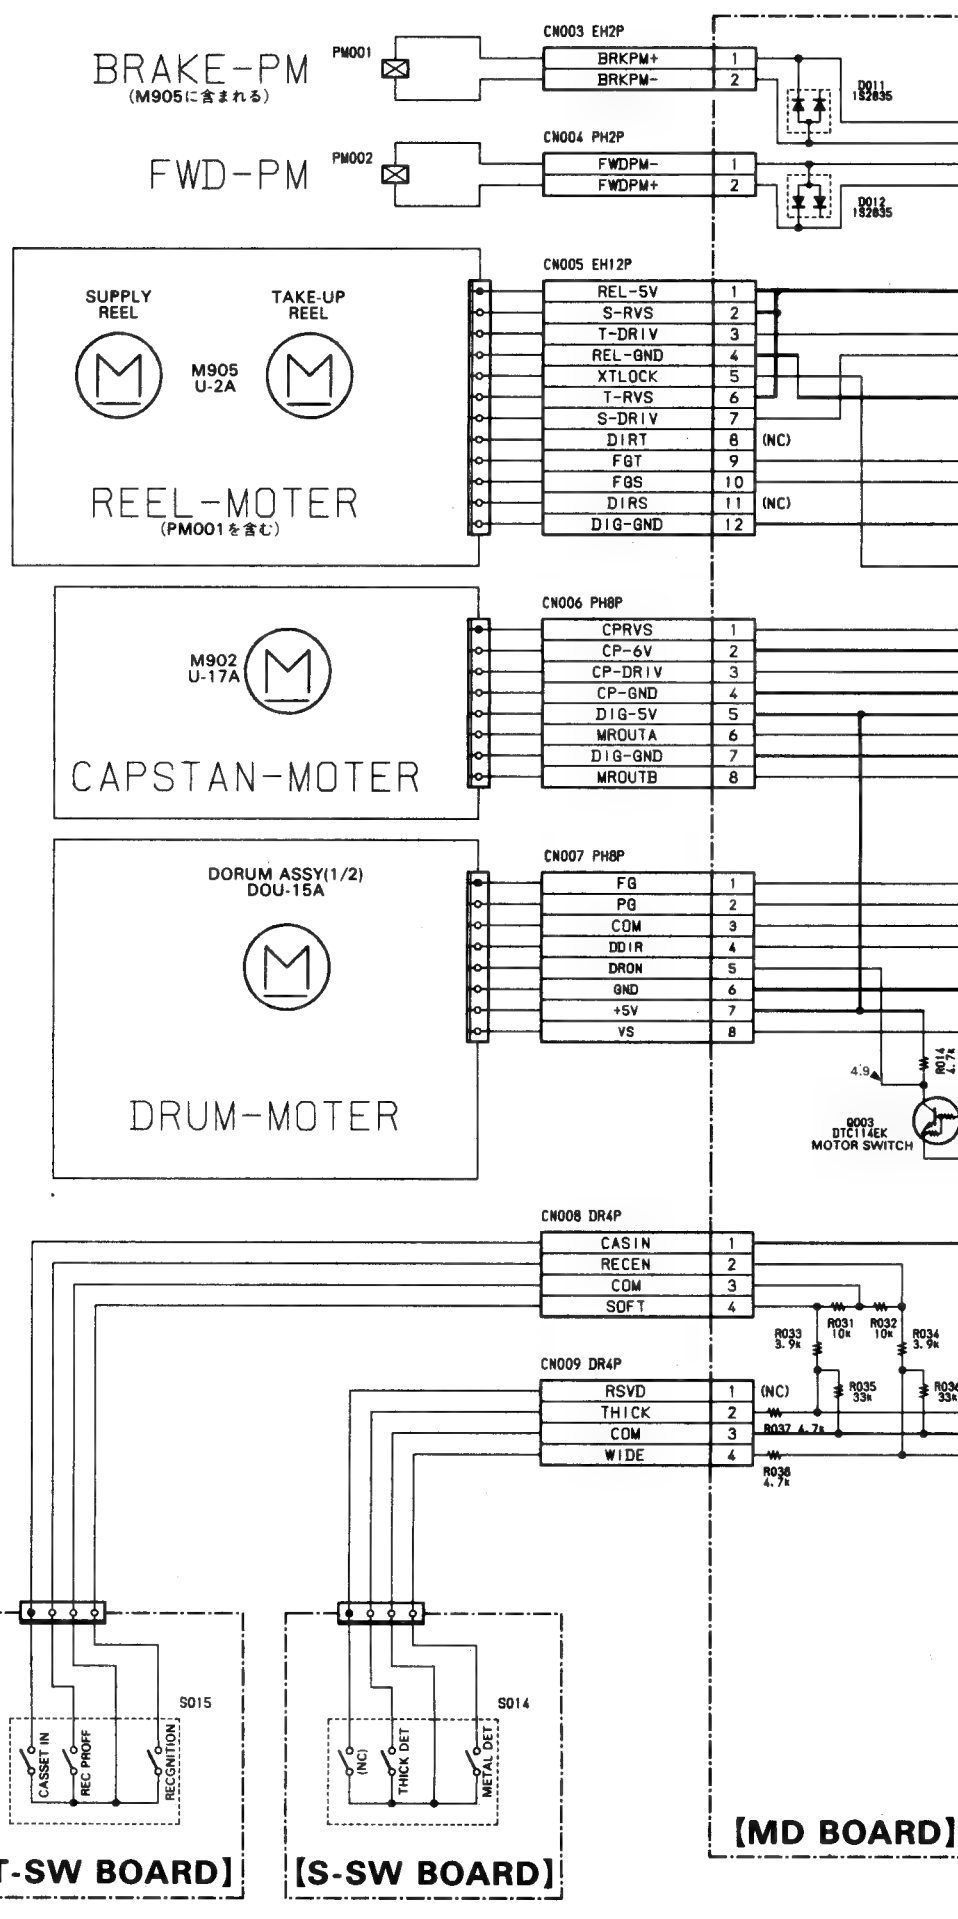 BRAKE-PM
(M905に含まれる)
PM001
CN003 EH2P
BRKPM+ 1
BRKPM- 2
D011
1S2835
FWD-PM
PM002
CN004 PH2P
FWDPM- 1
FWDPM+ 2
D012
1S2835
SUPPLY
REEL
TAKE-UP
REEL
M905
U-2A
REEL-MOTER
(PM001を含む)
CN005 EH12P
REL-5V 1
S-RVS 2
T-DRIV 3
REL-GND 4
XTLOCK 5
T-RVS 6
S-DRIV 7
DIRT 8 (NC)
FGT 9
FGS 10
DIRS 11 (NC)
DIG-GND 12
M902
U-17A
CAPSTAN-MOTER
CN006 PH8P
CPRVS 1
CP-6V 2
CP-DRIV 3
CP-GND 4
DIG-5V 5
MROUTA 6
DIG-GND 7
MROUTB 8
DORUM ASSY(1/2)
DOU-15A
DRUM-MOTER
CN007 PH8P
FG 1
PG 2
COM 3
DDIR 4
DRON 5
GND 6
+5V 7
VS 8
R014
4.7k
4.9
Q003
DTC114EK
MOTOR SWITCH
CN008 DR4P
CASIN 1
RECEN 2
COM 3
SOFT 4
R031
10k
R032
10k
R033
3.9k
R034
3.9k
R035
33k
R036
33k
CN009 DR4P
RSVD 1 (NC)
THICK 2
COM 3
WIDE 4
R037 4.7k
R038
4.7k
S015
CASSET IN
REC PROFF
RECGNITION
T-SW BOARD】
S014
(NC)
THICK DET
METAL DET
【S-SW BOARD】
【MD BOARD】